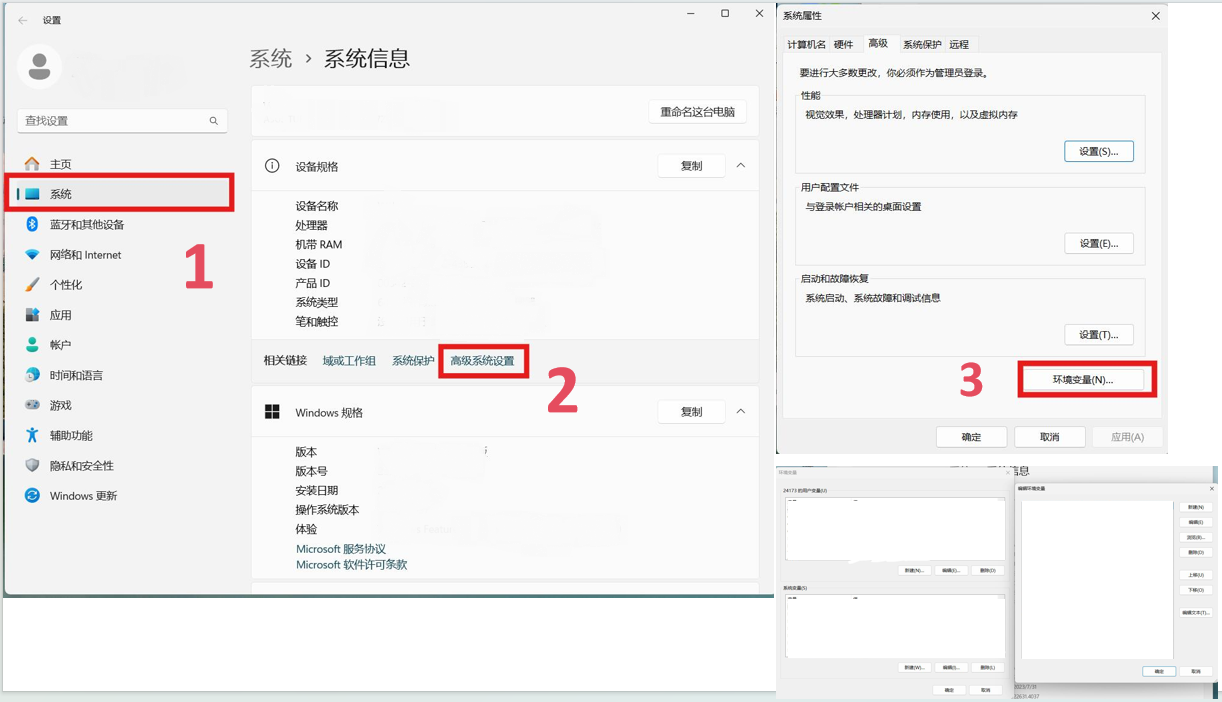 设置
系统 › 系统信息
查找设置
重命名这台电脑
主页
系统
蓝牙和其他设备
网络和 Internet
个性化
应用
帐户
时间和语言
游戏
辅助功能
隐私和安全性
Windows 更新
1
设备规格
复制
设备名称
处理器
机带 RAM
设备 ID
产品 ID
系统类型
笔和触控
相关链接 域或工作组 系统保护 高级系统设置
2
Windows 规格
复制
版本
版本号
安装日期
操作系统版本
体验
Microsoft 服务协议
Microsoft 软件许可条款
系统属性
计算机名 硬件 高级 系统保护 远程
要进行大多数更改，你必须作为管理员登录。
性能
视觉效果，处理器计划，内存使用，以及虚拟内存
设置(S)...
用户配置文件
与登录帐户相关的桌面设置
设置(E)...
启动和故障恢复
系统启动、系统故障和调试信息
设置(T)...
3
环境变量(N)...
确定 取消 应用(A)
环境变量
24173 的用户变量(U)
新建(N)... 编辑(E)... 删除(D)
系统变量(S)
新建(W)... 编辑(I)... 删除(L)
确定 取消
编辑环境变量
新建(N)
编辑(E)
浏览(B)...
删除(D)
上移(U)
下移(O)
编辑文本(T)...
确定 取消
2023/7/31
22631.4037